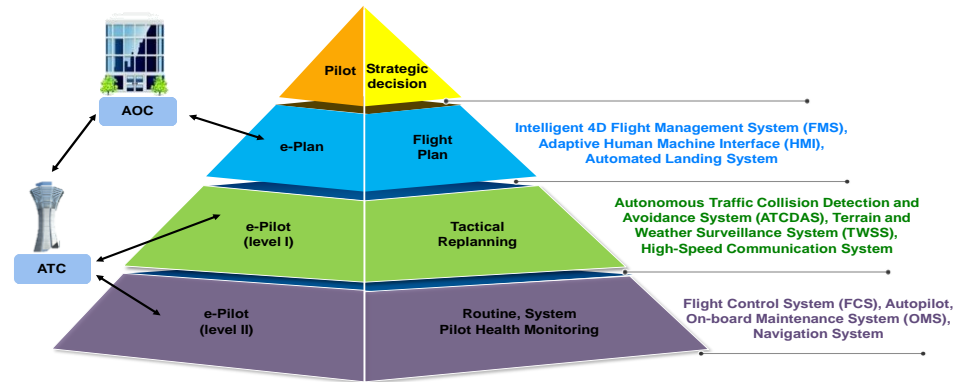 Pilot
Strategic
decision
AOC
e-Plan
Flight
Plan
Intelligent 4D Flight Management System (FMS),
Adaptive Human Machine Interface (HMI),
Automated Landing System
e-Pilot
(level I)
Tactical
Replanning
Autonomous Traffic Collision Detection and
Avoidance System (ATCDAS), Terrain and
Weather Surveillance System (TWSS),
High-Speed Communication System
ATC
e-Pilot
(level II)
Routine, System
Pilot Health Monitoring
Flight Control System (FCS), Autopilot,
On-board Maintenance System (OMS),
Navigation System